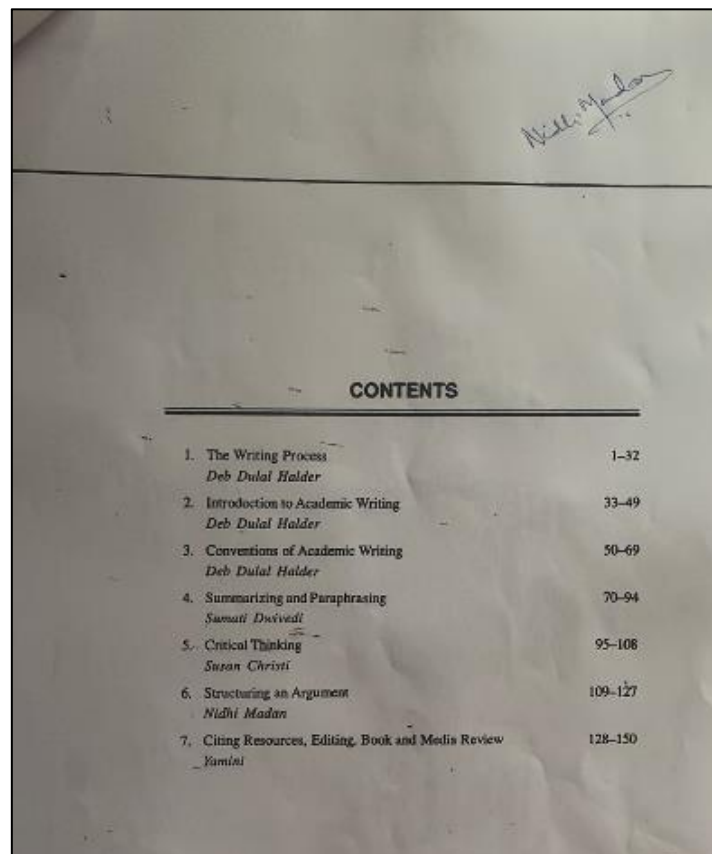 Nidhi Madan
CONTENTS
1. The Writing Process 1–32
Deb Dulal Halder
2. Introduction to Academic Writing 33–49
Deb Dulal Halder
3. Conventions of Academic Writing 50–69
Deb Dulal Halder
4. Summarizing and Paraphrasing 70–94
Sumati Dwivedi
5. Critical Thinking 95–108
Susan Christi
6. Structuring an Argument 109–127
Nidhi Madan
7. Citing Resources, Editing, Book and Media Review 128–150
Yamini